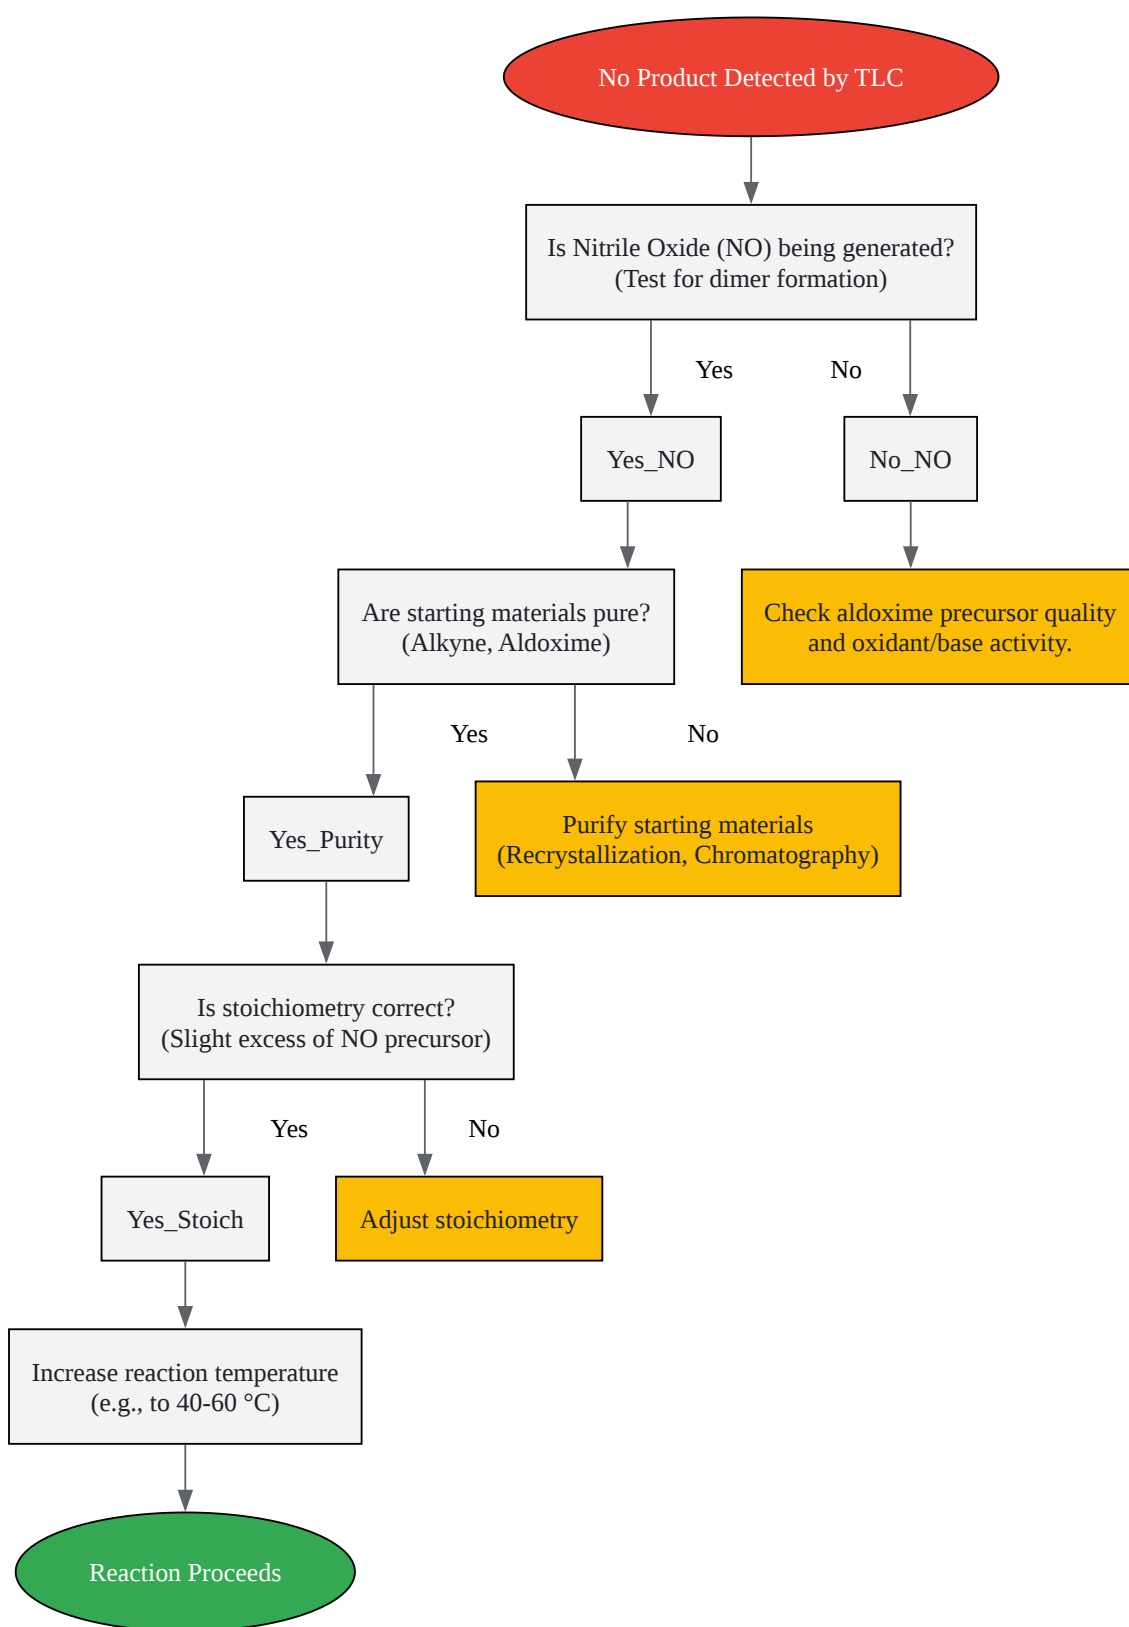 No Product Detected by TLC
Is Nitrile Oxide (NO) being generated?
(Test for dimer formation)
Yes
No
Yes_NO
No_NO
Are starting materials pure?
(Alkyne, Aldoxime)
Check aldoxime precursor quality
and oxidant/base activity.
Yes
No
Yes_Purity
Purify starting materials
(Recrystallization, Chromatography)
Is stoichiometry correct?
(Slight excess of NO precursor)
Yes
No
Yes_Stoich
Adjust stoichiometry
Increase reaction temperature
(e.g., to 40-60 °C)
Reaction Proceeds